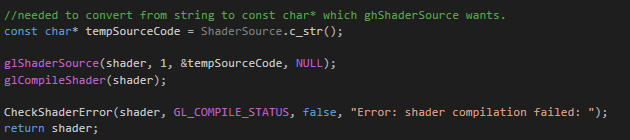 //needed to convert from string to const char* which ghShaderSource wants.
const char* tempSourceCode = ShaderSource.c_str();
glShaderSource(shader, 1, &tempSourceCode, NULL);
glCompileShader(shader);
CheckShaderError(shader, GL_COMPILE_STATUS, false, "Error: shader compilation failed: ");
return shader;